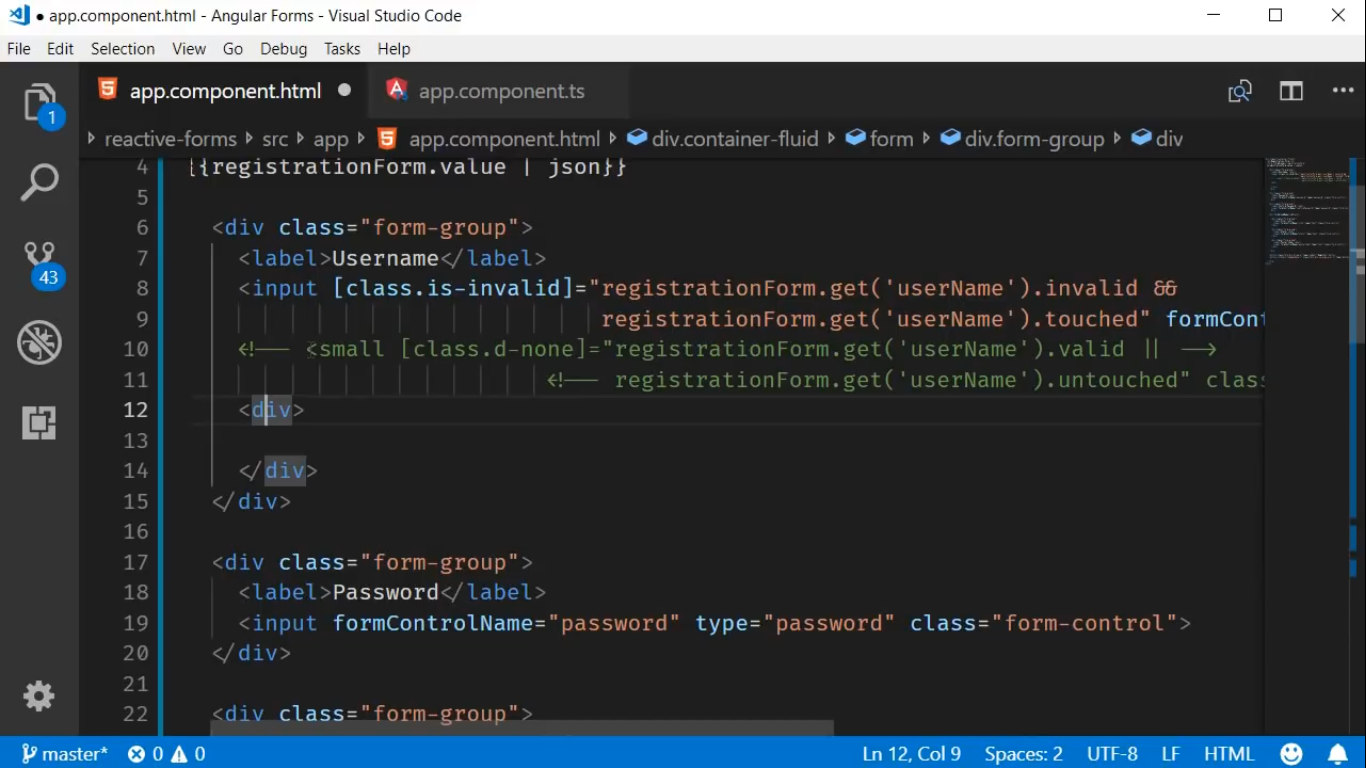 app.component.html - Angular Forms - Visual Studio Code
File Edit Selection View Go Debug Tasks Help
app.component.html app.component.ts
reactive-forms src app app.component.html div.container-fluid form div.form-group div
4 {{registrationForm.value | json}}
5
6 <div class="form-group">
7 <label>Username</label>
8 <input [class.is-invalid]="registrationForm.get('userName').invalid &&
9 registrationForm.get('userName').touched" formCont
10 <!-- <small [class.d-none]="registrationForm.get('userName').valid || -->
11 <!-- registrationForm.get('userName').untouched" clas
12 <div>
13
14 </div>
15 </div>
16
17 <div class="form-group">
18 <label>Password</label>
19 <input formControlName="password" type="password" class="form-control">
20 </div>
21
22 <div class="form-group">
1
43
master* 0 0 Ln 12, Col 9 Spaces: 2 UTF-8 LF HTML